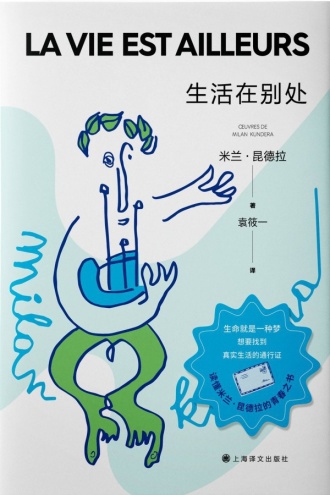 LA VIE EST AILLEURS
生活在别处
ŒUVRES DE
MILAN KUNDERA
米兰·昆德拉
著
袁筱一
译
milan
生命就是一种梦
想要找到
真实生活的通行证
读懂米兰·昆德拉的青春之书
上海译文出版社